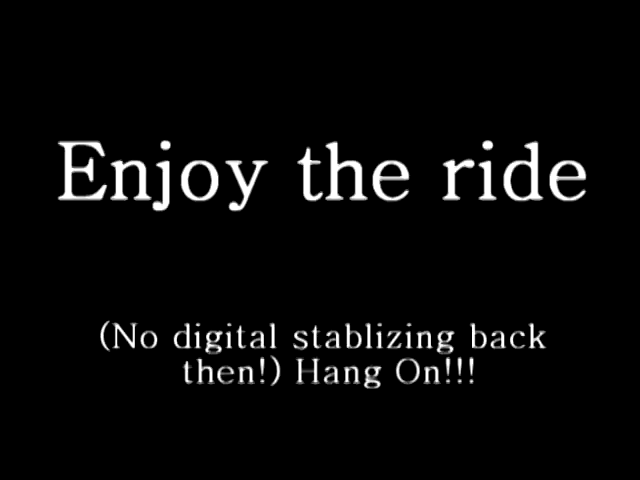 Enjoy the ride
(No digital stablizing back
then!) Hang On!!!